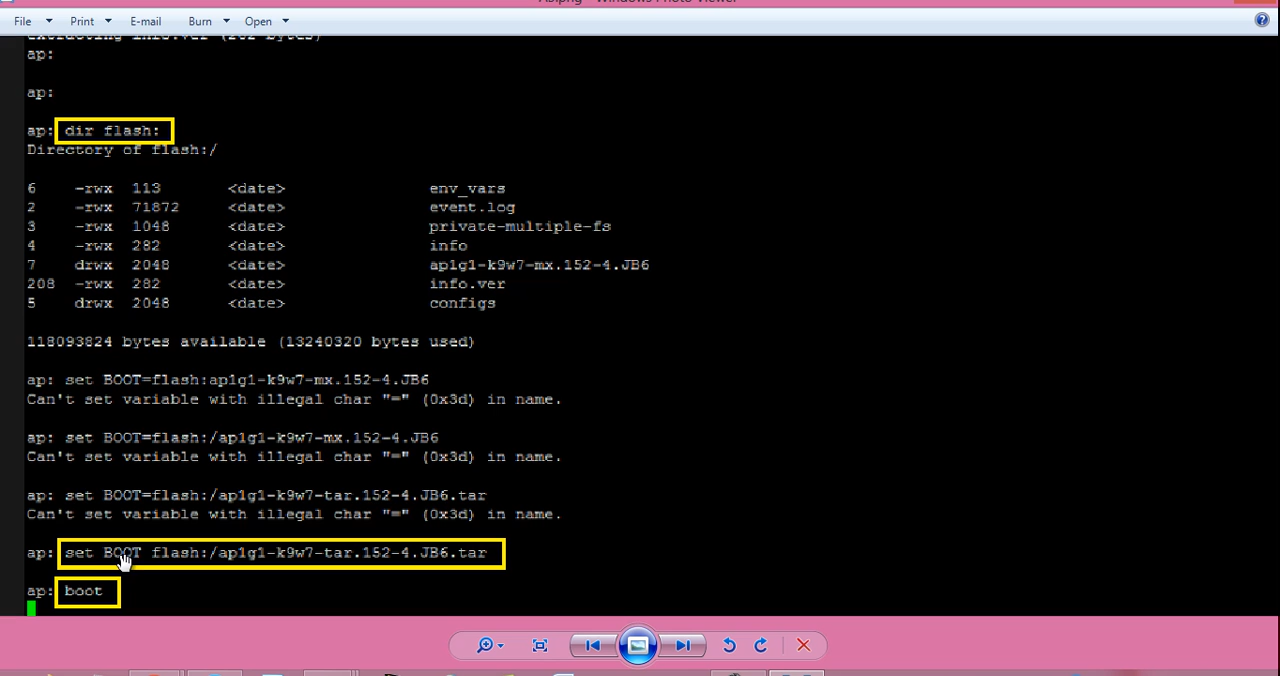 File Print E-mail Burn Open
ap:
ap:
ap: dir flash:
Directory of flash:/
6 -rwx 113 <date> env_vars
2 -rwx 71872 <date> event.log
3 -rwx 1048 <date> private-multiple-fs
4 -rwx 282 <date> info
7 drwx 2048 <date> ap1g1-k9w7-mx.152-4.JB6
208 -rwx 282 <date> info.ver
5 drwx 2048 <date> configs
118093824 bytes available (13240320 bytes used)
ap: set BOOT=flash:ap1g1-k9w7-mx.152-4.JB6
Can't set variable with illegal char "=" (0x3d) in name.
ap: set BOOT=flash:/ap1g1-k9w7-mx.152-4.JB6
Can't set variable with illegal char "=" (0x3d) in name.
ap: set BOOT=flash:/ap1g1-k9w7-tar.152-4.JB6.tar
Can't set variable with illegal char "=" (0x3d) in name.
ap: set BOOT flash:/ap1g1-k9w7-tar.152-4.JB6.tar
ap: boot